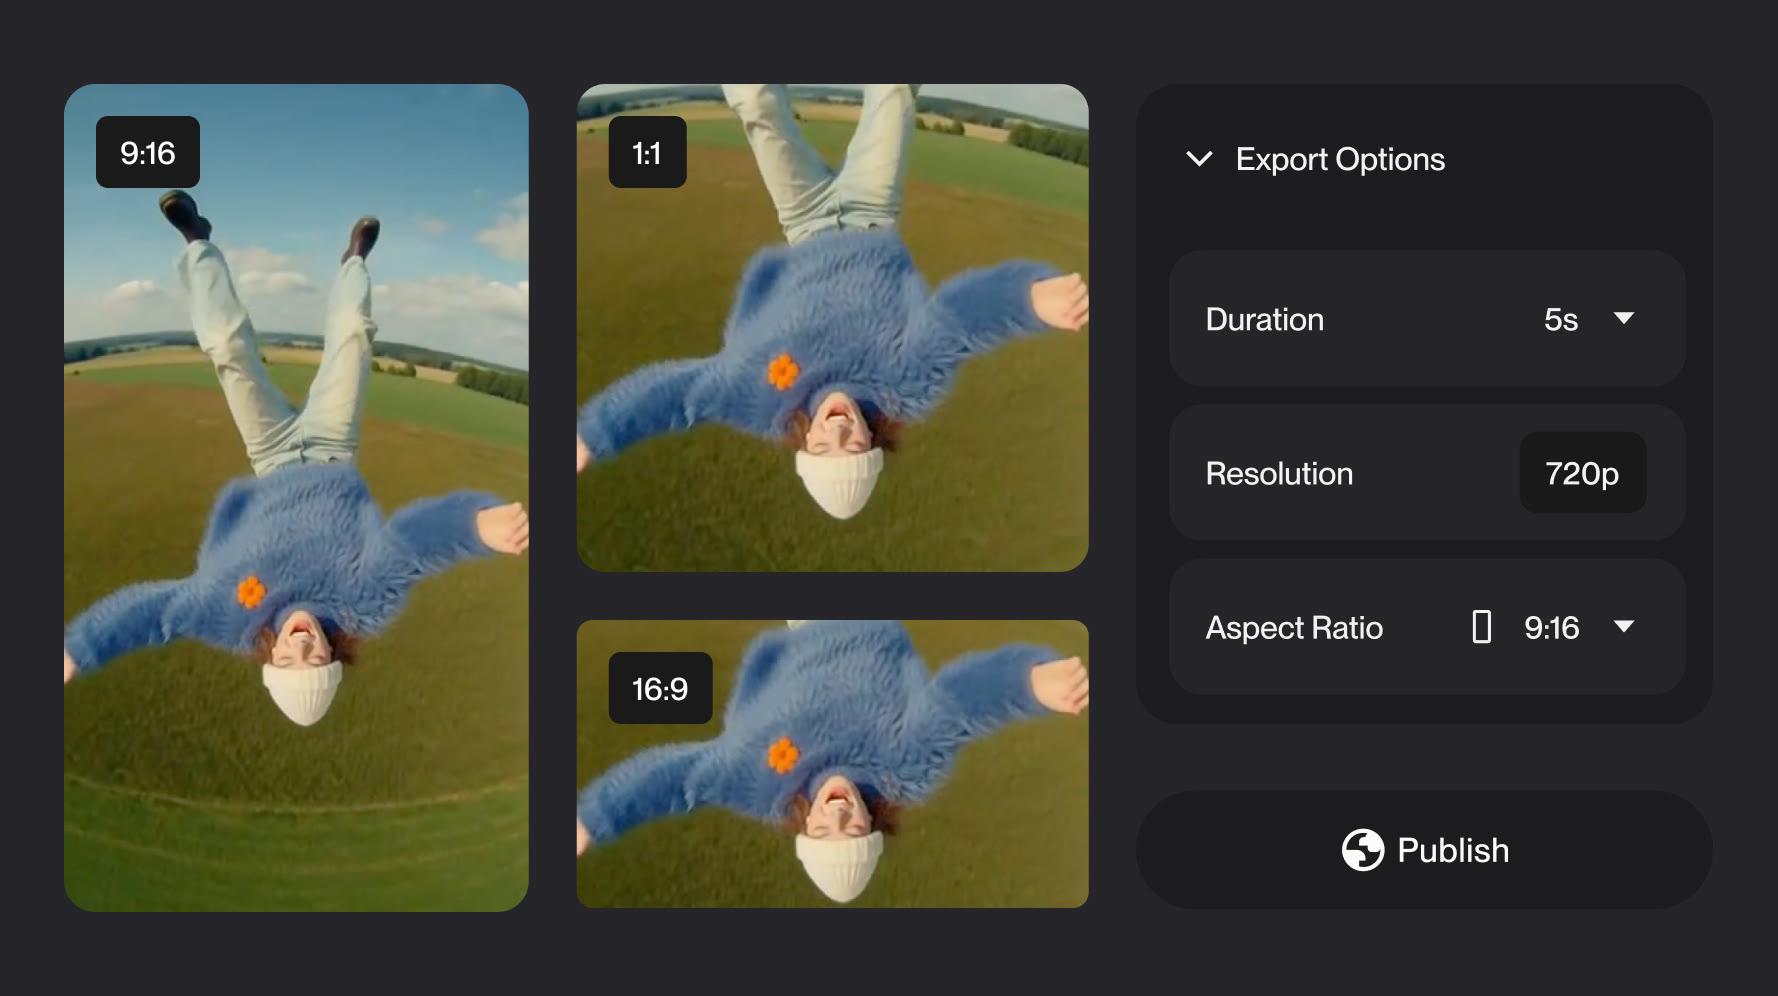 9:16
1:1
16:9
Export Options
Duration 5s
Resolution 720p
Aspect Ratio 9:16
Publish